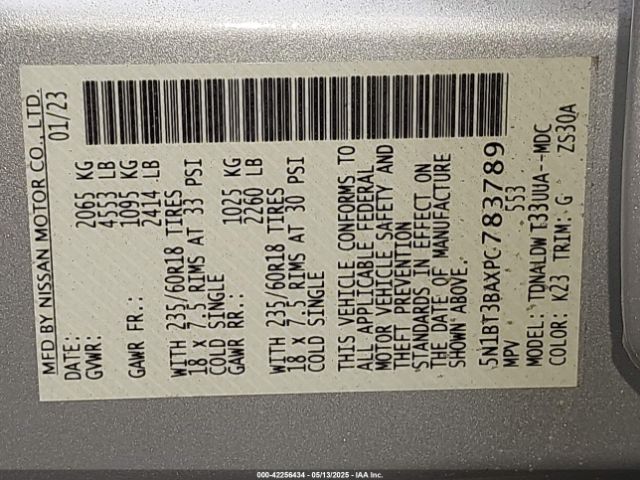 MFD BY NISSAN MOTOR CO., LTD.
DATE: 01/23
GVWR: 2065 KG
4553 LB
GAWR FR.: 1095 KG
2414 LB
WITH 235/60R18 TIRES
18 X 7.5 RIMS AT 33 PSI
COLD SINGLE
GAWR RR.: 1025 KG
2260 LB
WITH 235/60R18 TIRES
18 X 7.5 RIMS AT 30 PSI
COLD SINGLE
THIS VEHICLE CONFORMS TO
ALL APPLICABLE FEDERAL
MOTOR VEHICLE SAFETY AND
THEFT PREVENTION
STANDARDS IN EFFECT ON
THE DATE OF MANUFACTURE
SHOWN ABOVE.
5N1BT3BAXPC783789
MPV 553
MODEL: TDNALDW T33UUA--MDC
COLOR: K23 TRIM: G ZS30A
000-42256434 - 05/13/2025 - IAA Inc.